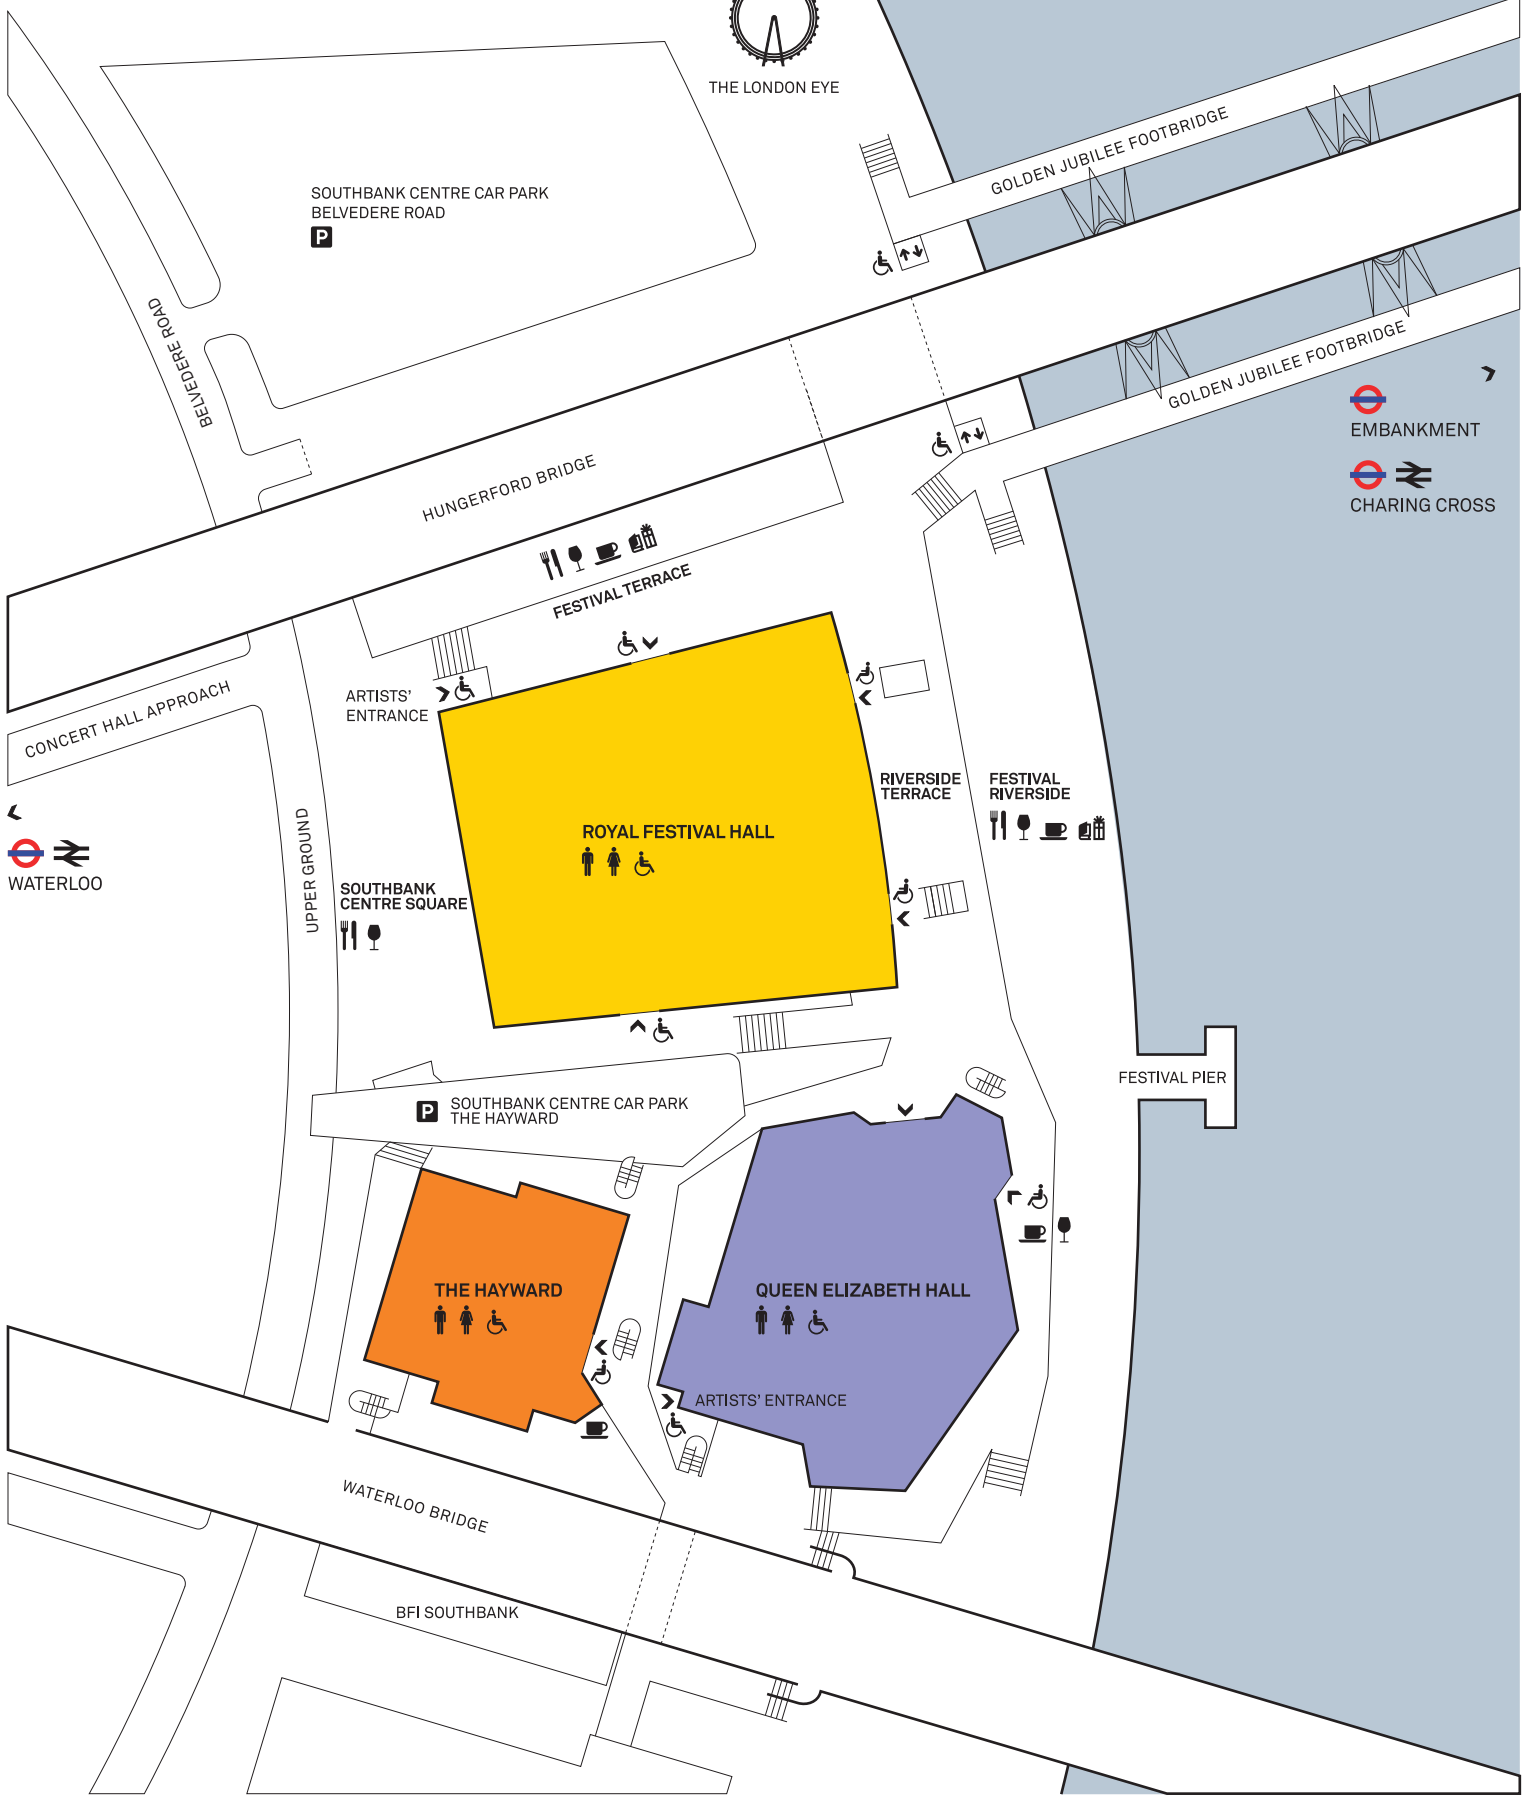 THE LONDON EYE
GOLDEN JUBILEE FOOTBRIDGE
SOUTHBANK CENTRE CAR PARK
BELVEDERE ROAD
P
BELVEDERE ROAD
GOLDEN JUBILEE FOOTBRIDGE
EMBANKMENT
CHARING CROSS
HUNGERFORD BRIDGE
FESTIVAL TERRACE
ARTISTS'
ENTRANCE
CONCERT HALL APPROACH
RIVERSIDE
TERRACE
FESTIVAL
RIVERSIDE
ROYAL FESTIVAL HALL
UPPER GROUND
WATERLOO
SOUTHBANK
CENTRE SQUARE
FESTIVAL PIER
P
SOUTHBANK CENTRE CAR PARK
THE HAYWARD
THE HAYWARD
QUEEN ELIZABETH HALL
ARTISTS' ENTRANCE
WATERLOO BRIDGE
BFI SOUTHBANK